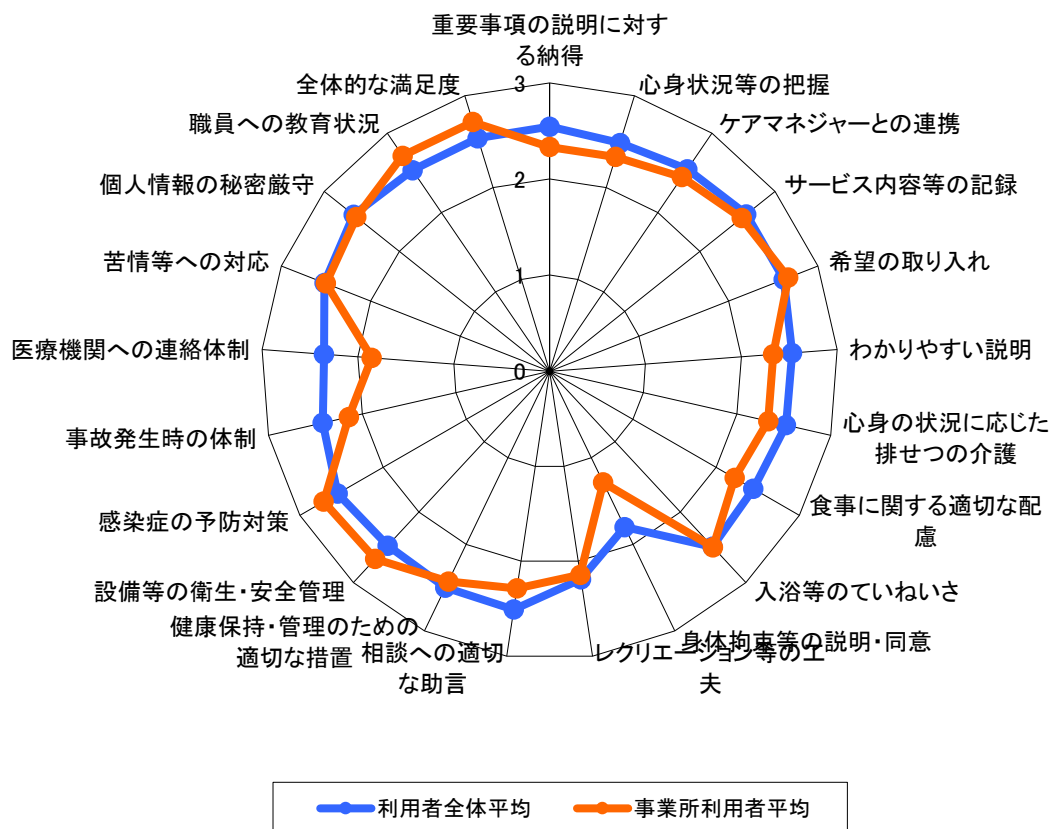 重要事項の説明に対す
る納得
心身状況等の把握
ケアマネジャーとの連携
サービス内容等の記録
希望の取り入れ
わかりやすい説明
心身の状況に応じた
排せつの介護
食事に関する適切な配
慮
入浴等のていねいさ
身体拘束等の説明・同意
レクリエーション等の工
夫
相談への適切
な助言
健康保持・管理のための
適切な措置
設備等の衛生・安全管理
感染症の予防対策
事故発生時の体制
医療機関への連絡体制
苦情等への対応
個人情報の秘密厳守
職員への教育状況
全体的な満足度
3
2
1
0
利用者全体平均
事業所利用者平均